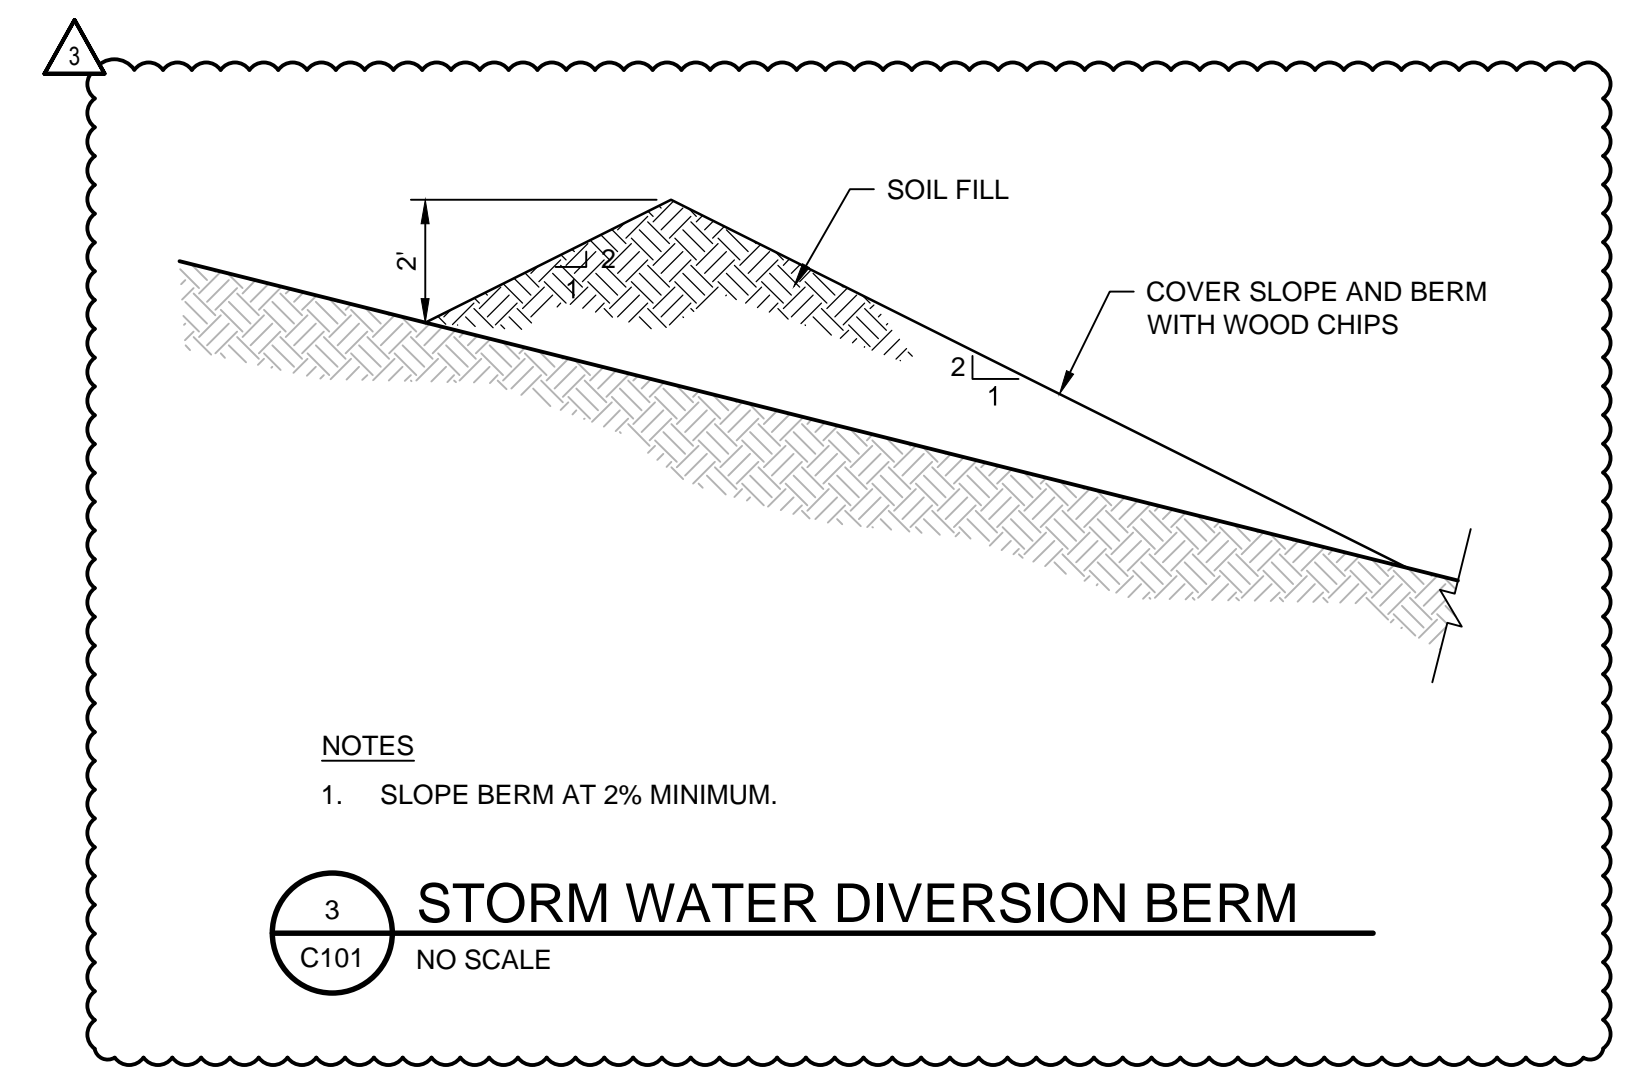 3
SOIL FILL
2'
2
1
COVER SLOPE AND BERM
WITH WOOD CHIPS
2
1
NOTES
1. SLOPE BERM AT 2% MINIMUM.
3
C101
STORM WATER DIVERSION BERM
NO SCALE